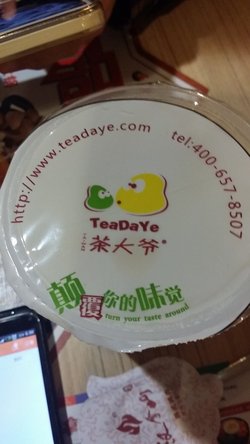 http://www.teadaye.com
tel:400-657-8507
TeaDaYe
茶大爷®
颠覆你的味觉
turn your taste around